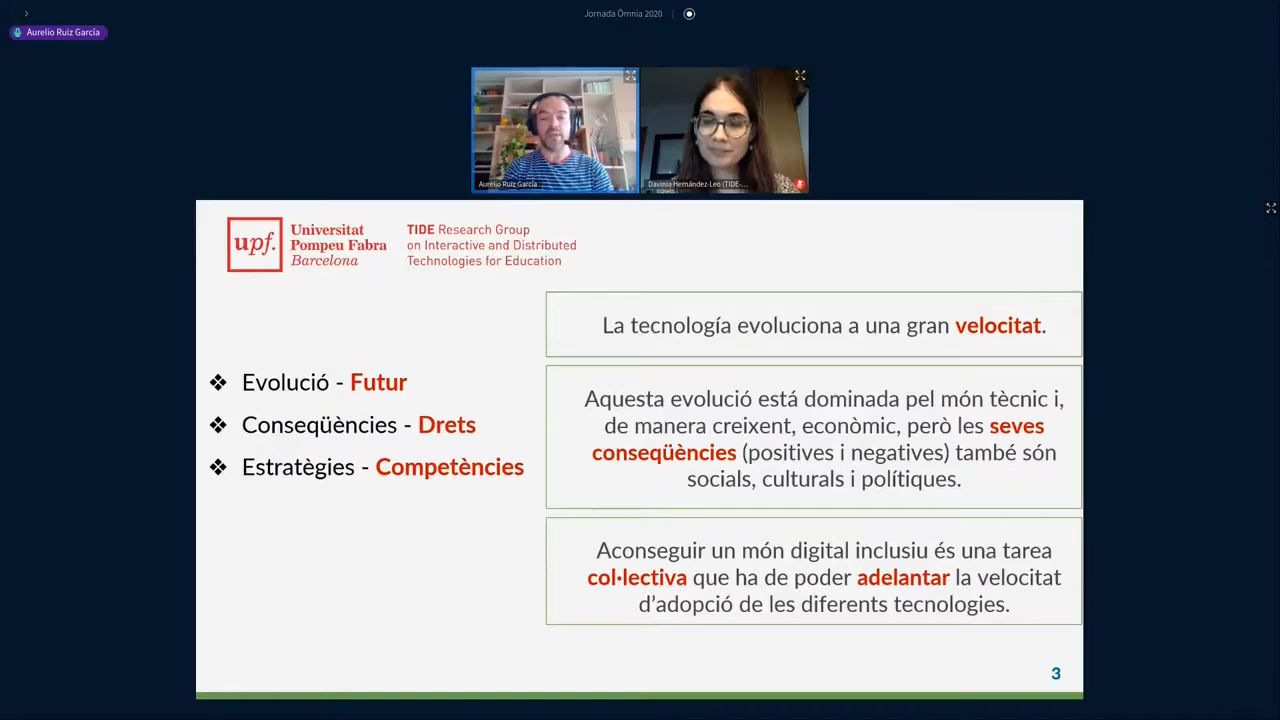 Jornada Òmnia 2020
Aurelio Ruiz García
Aurelio Ruiz García
Davinia Hernández-Leo (TIDE-...
upf.
Universitat
Pompeu Fabra
Barcelona
TIDE Research Group
on Interactive and Distributed
Technologies for Education
❖ Evolució - Futur
❖ Conseqüències - Drets
❖ Estratègies - Competències
La tecnología evoluciona a una gran velocitat.
Aquesta evolució está dominada pel món tècnic i,
de manera creixent, econòmic, però les seves
conseqüències (positives i negatives) també són
socials, culturals i polítiques.
Aconseguir un món digital inclusiu és una tarea
col·lectiva que ha de poder adelantar la velocitat
d’adopció de les diferents tecnologies.
3